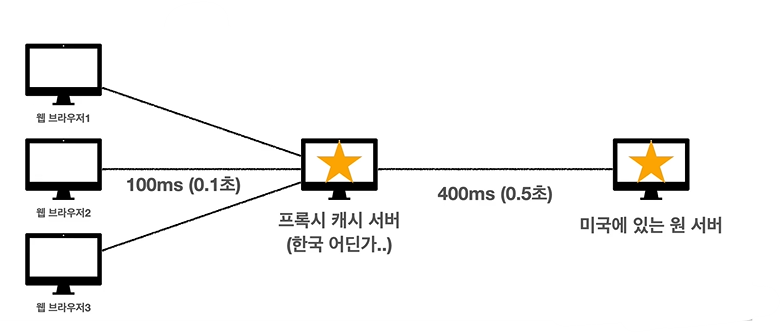 웹 브라우저1
웹 브라우저2
100ms (0.1초)
웹 브라우저3
프록시 캐시 서버
(한국 어딘가..)
400ms (0.5초)
미국에 있는 원 서버